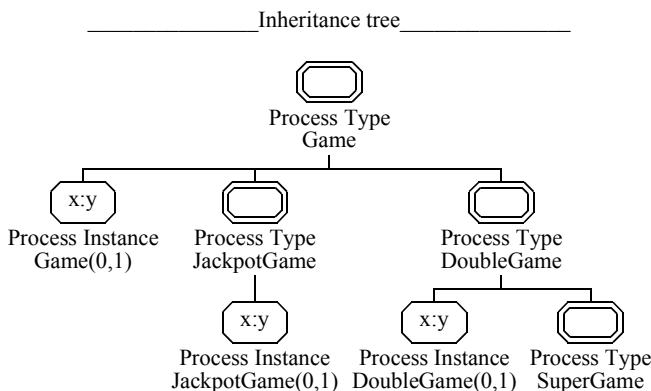 Inheritance tree
Process Type
Game
x:y
Process Instance
Game(0,1)
Process Type
JackpotGame
Process Type
DoubleGame
x:y
Process Instance
JackpotGame(0,1)
x:y
Process Instance
DoubleGame(0,1)
Process Type
SuperGame